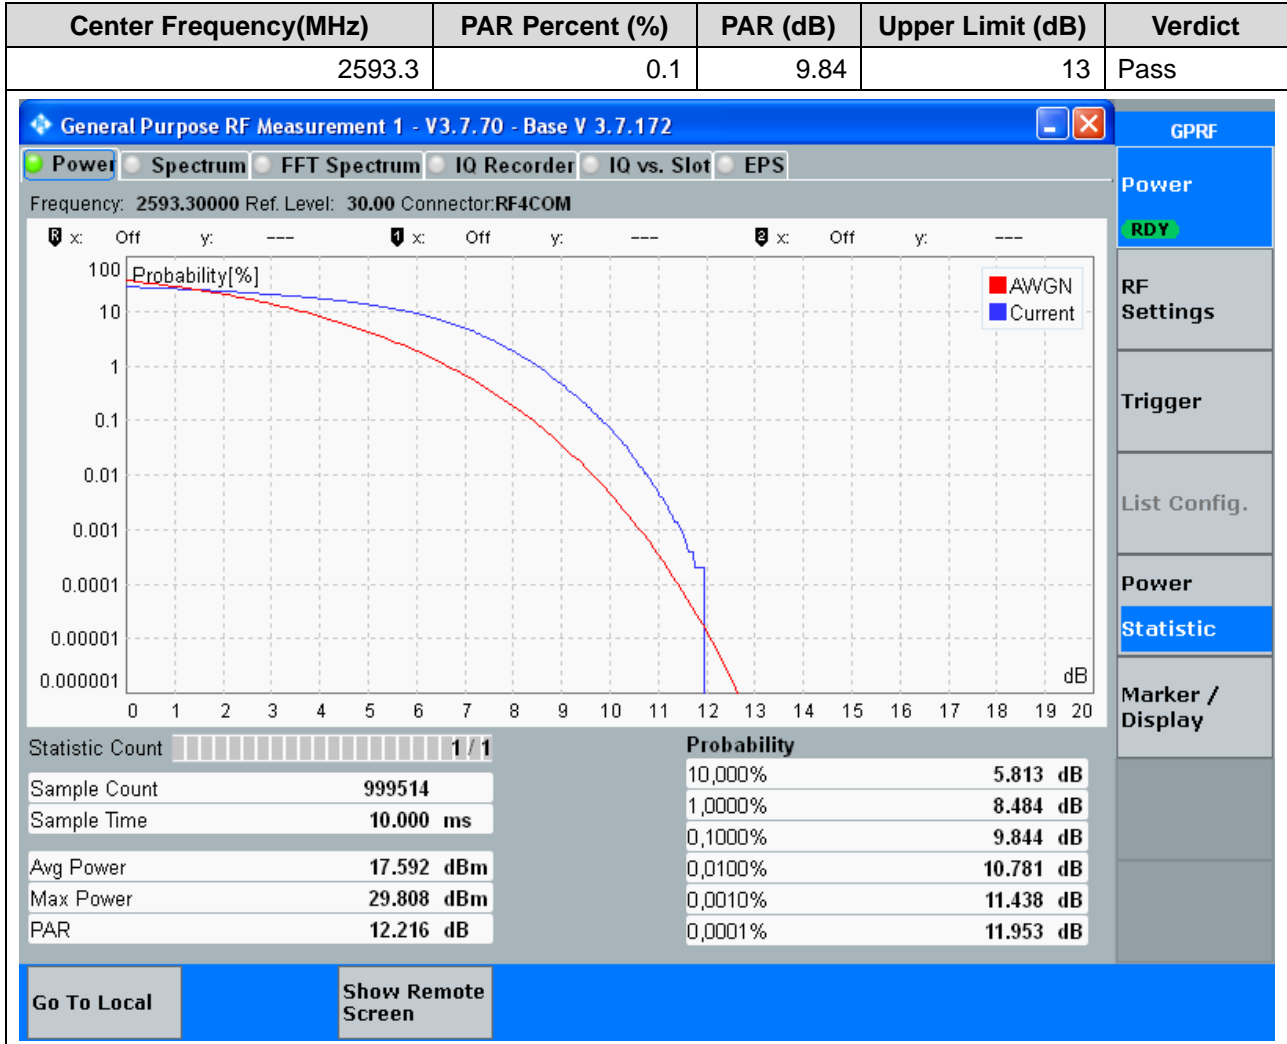 Center Frequency(MHz) PAR Percent (%) PAR (dB) Upper Limit (dB) Verdict
2593.3 0.1 9.84 13 Pass
General Purpose RF Measurement 1 - V3.7.70 - Base V 3.7.172
GPRF
Power Spectrum FFT Spectrum IQ Recorder IQ vs. Slot EPS
Power
RDY
Frequency: 2593.30000 Ref. Level: 30.00 Connector:RF4COM
R x: Off y: --- 1 x: Off y: --- 2 x: Off y: ---
Probability[%]
AWGN
Current
100
10
1
0.1
0.01
0.001
0.0001
0.00001
0.000001
dB
0 1 2 3 4 5 6 7 8 9 10 11 12 13 14 15 16 17 18 19 20
RF
Settings
Trigger
List Config.
Power
Statistic
Marker /
Display
Statistic Count 1 / 1
Sample Count 999514
Sample Time 10.000 ms
Avg Power 17.592 dBm
Max Power 29.808 dBm
PAR 12.216 dB
Probability
10,000% 5.813 dB
1,0000% 8.484 dB
0,1000% 9.844 dB
0,0100% 10.781 dB
0,0010% 11.438 dB
0,0001% 11.953 dB
Go To Local
Show Remote
Screen